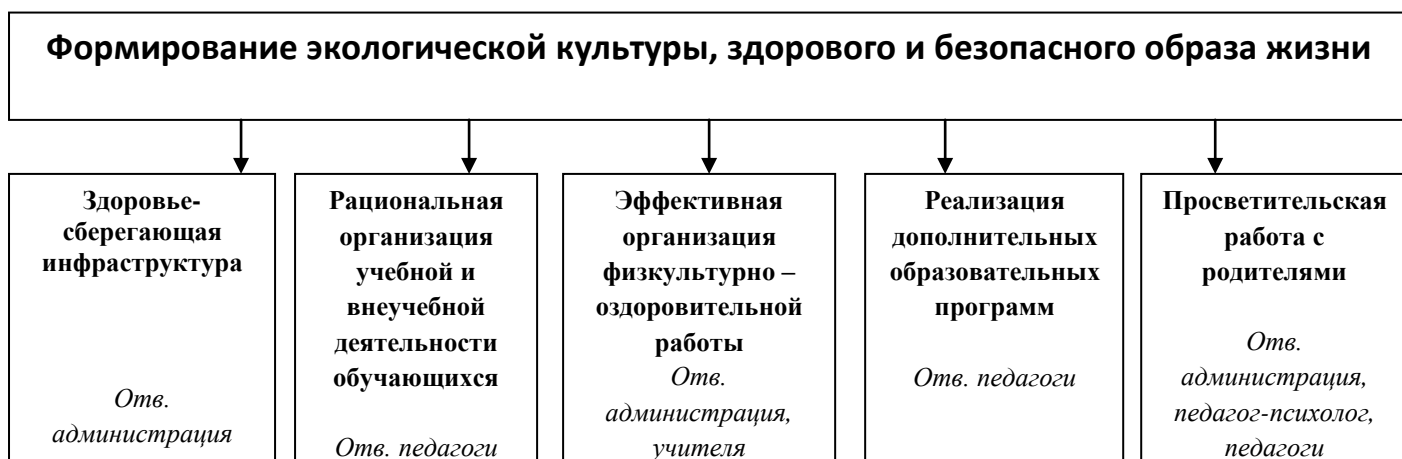 Формирование экологической культуры, здорового и безопасного образа жизни
Здоровье-
сберегающая
инфраструктура
Отв.
администрация
Рациональная
организация
учебной и
внеучебной
деятельности
обучающихся
Отв. педагоги
Эффективная
организация
физкультурно –
оздоровительной
работы
Отв.
администрация,
учителя
Реализация
дополнительных
образовательных
программ
Отв. педагоги
Просветительская
работа с
родителями
Отв.
администрация,
педагог-психолог,
педагоги